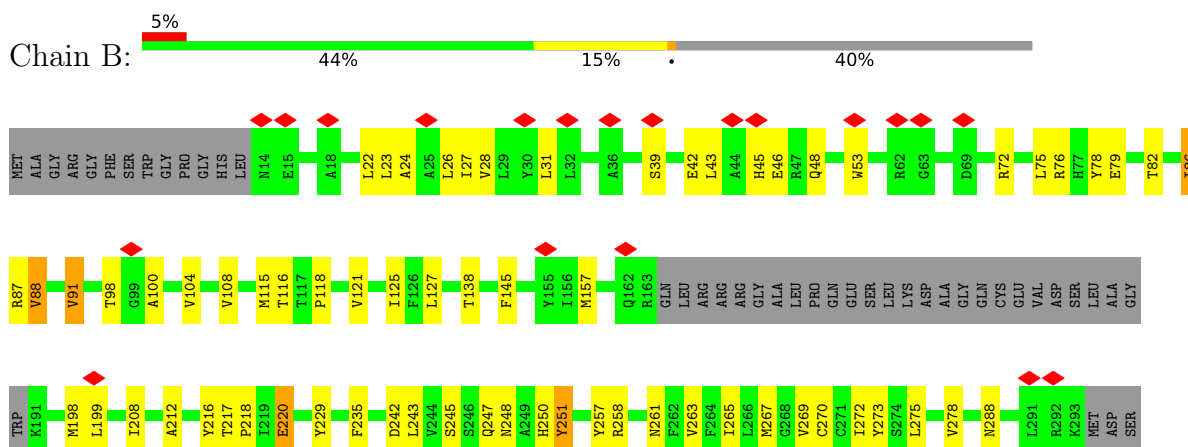 5%
Chain B:
44% 15% • 40%
MET ALA GLY ARG GLY PHE SER TRP GLY PRO GLY HIS LEU N14 E15 A18 L22 L23 A24 A25 L26 I27 V28 L29 Y30 L31 L32 A36 S39 E42 L43 A44 H45 E46 R47 Q48 W53 R62 G63 D69 R72 L75 R76 H77 Y78 E79 T82
R87 V88 V91 T98 G99 A100 V104 V108 M115 T116 T117 P118 V121 I125 F126 L127 T138 F145 Y155 I156 M157 Q162 R163 GLN LEU ARG ARG ARG GLY ALA LEU PRO GLN GLU SER LEU LYS ASP ALA GLY GLN CYS GLU VAL ASP SER LEU ALA GLY
TRP K191 M198 L199 I208 A212 Y216 T217 P218 I219 E220 Y229 F235 D242 L243 V244 S245 S246 Q247 N248 A249 H250 Y251 Y257 R258 N261 F262 V263 F264 I265 L266 M267 G268 V269 C270 C271 I272 Y273 S274 L275 V278 N288 L291 R292 K293 MET ASP SER